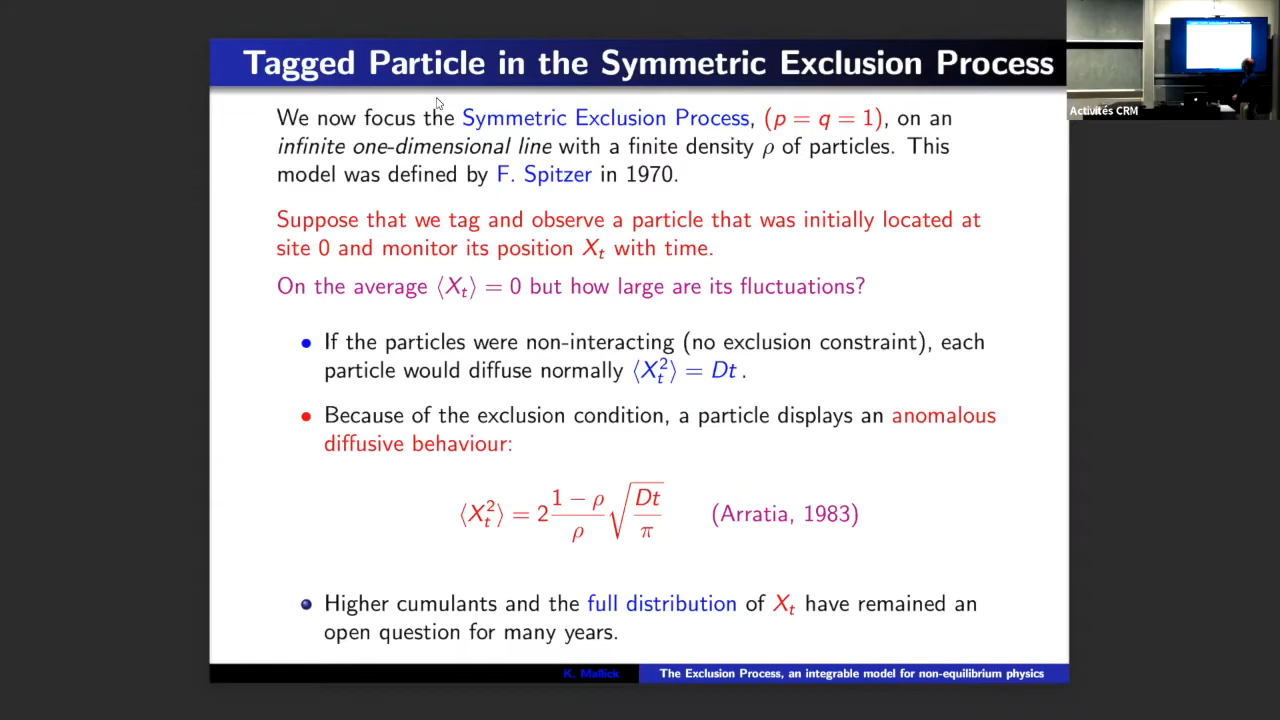 Tagged Particle in the Symmetric Exclusion Process
Activités CRM
We now focus the Symmetric Exclusion Process, (p = q = 1), on an
infinite one-dimensional line with a finite density ρ of particles. This
model was defined by F. Spitzer in 1970.
Suppose that we tag and observe a particle that was initially located at
site 0 and monitor its position X_t with time.
On the average ⟨X_t⟩ = 0 but how large are its fluctuations?
• If the particles were non-interacting (no exclusion constraint), each
particle would diffuse normally ⟨X_t^2⟩ = Dt.
• Because of the exclusion condition, a particle displays an anomalous
diffusive behaviour:
⟨X_t^2⟩ = 2 \frac{1 − ρ}{ρ} \sqrt{\frac{Dt}{π}} (Arratia, 1983)
• Higher cumulants and the full distribution of X_t have remained an
open question for many years.
K. Mallick The Exclusion Process, an integrable model for non-equilibrium physics